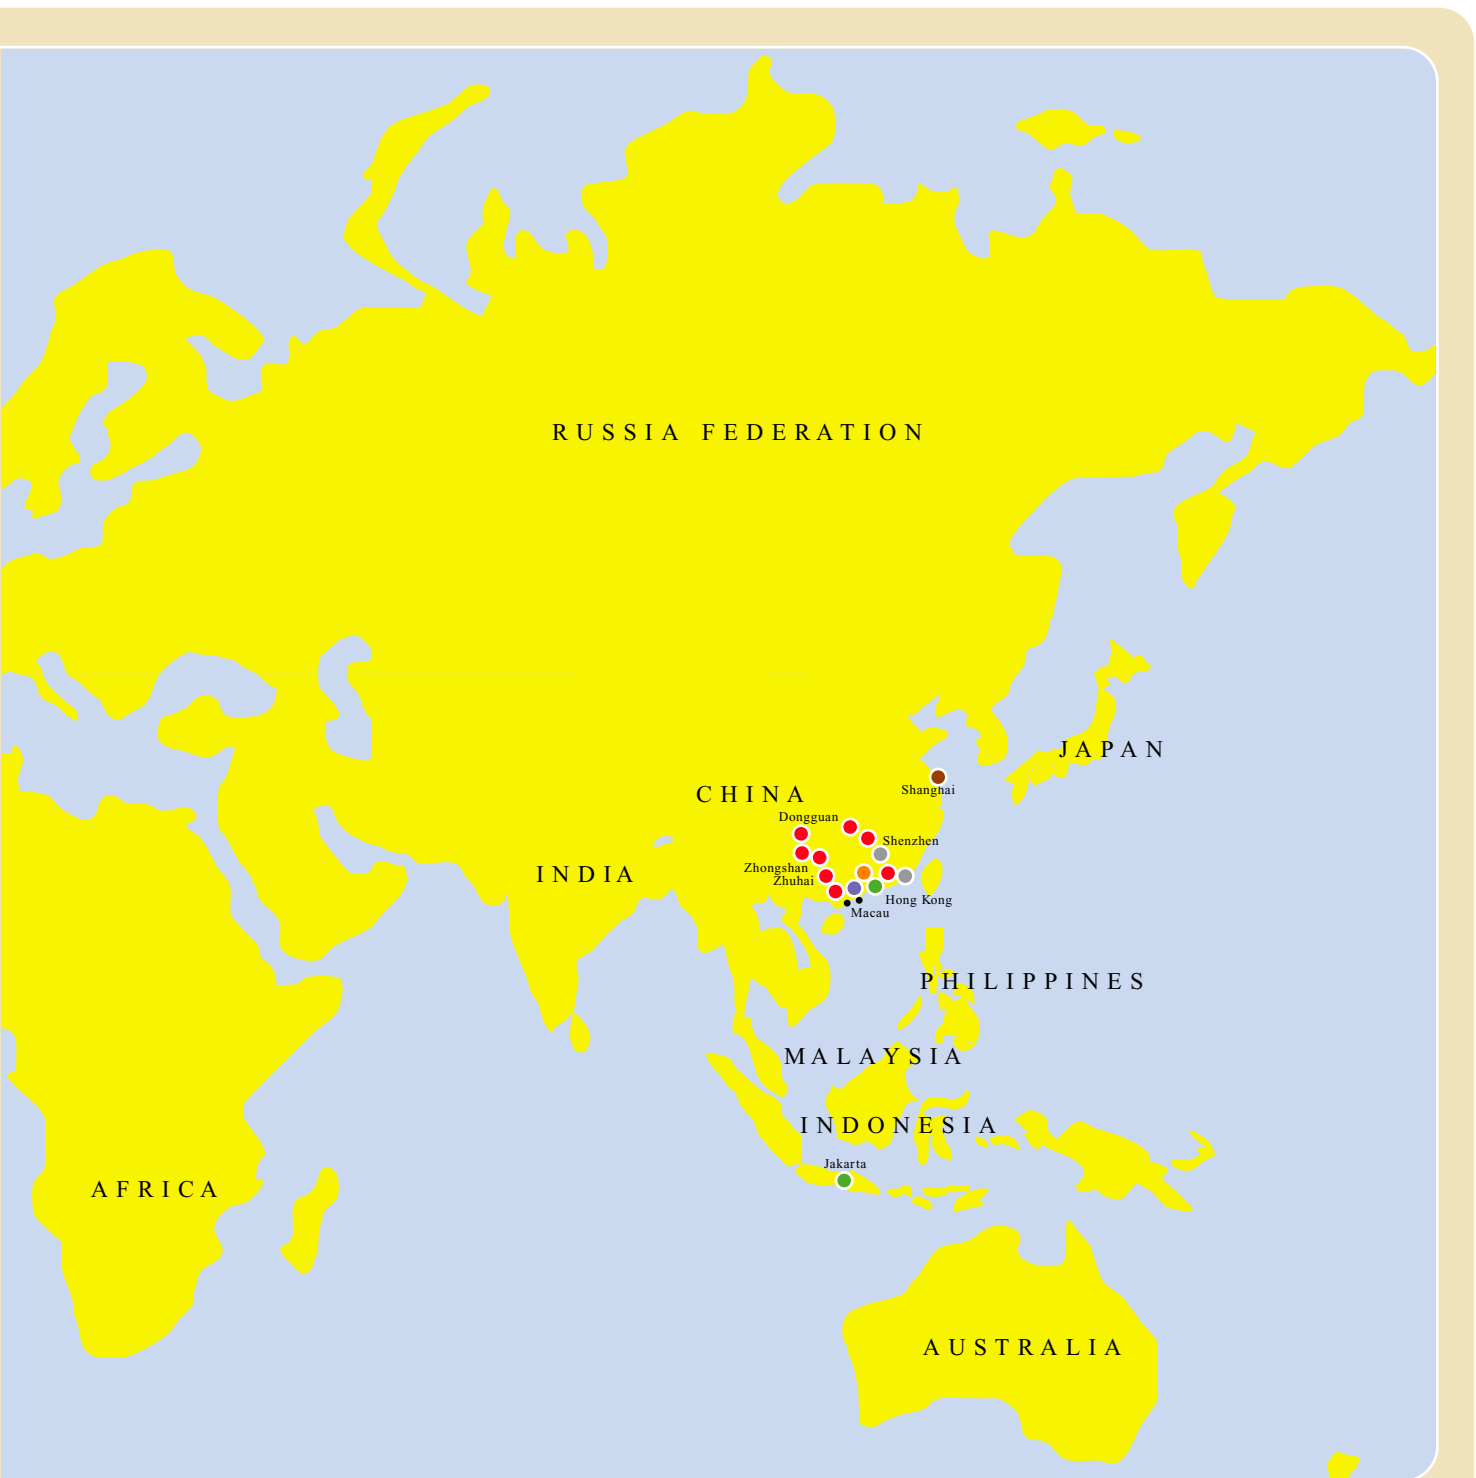 RUSSIA FEDERATION
JAPAN
Shanghai
CHINA
Dongguan
Shenzhen
Zhongshan
INDIA
Zhuhai
Hong Kong
Macau
PHILIPPINES
MALAYSIA
INDONESIA
Jakarta
AFRICA
AUSTRALIA